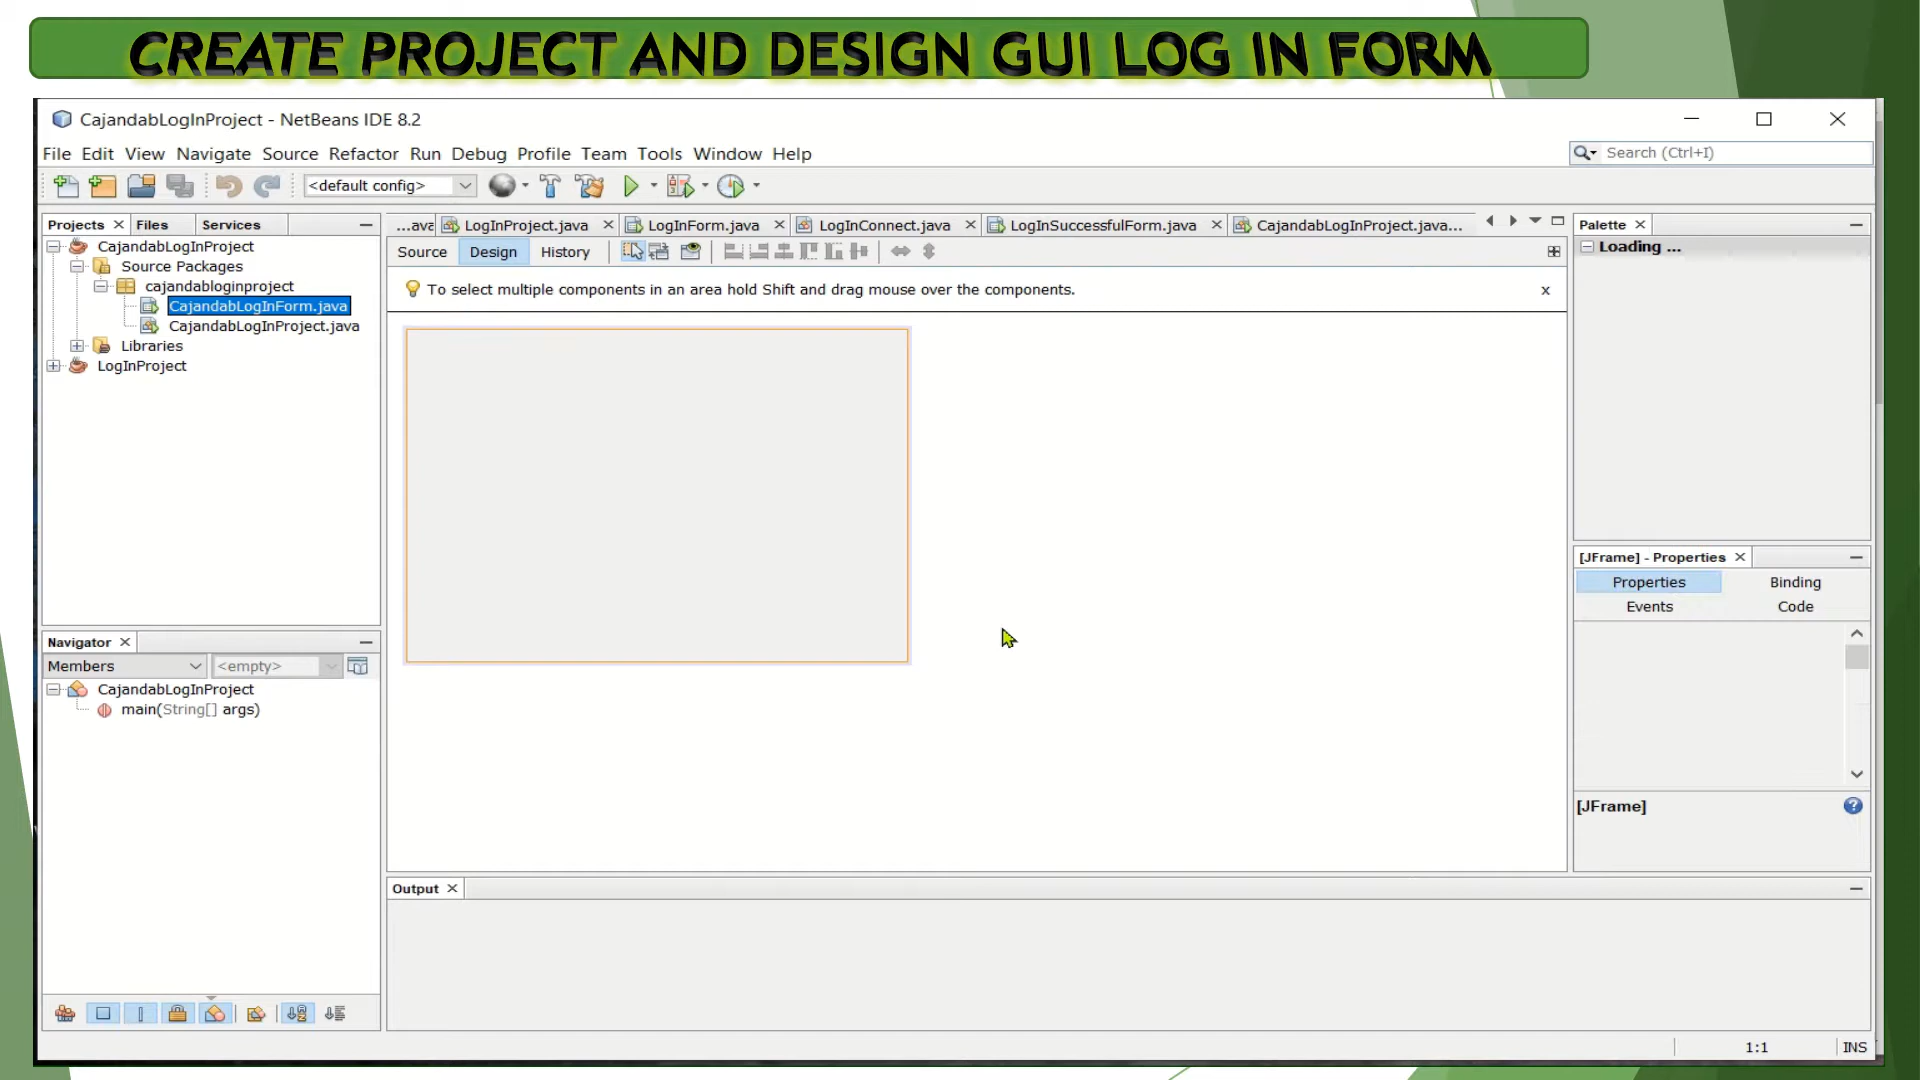 CREATE PROJECT AND DESIGN GUI LOG IN FORM
CajandabLogInProject - NetBeans IDE 8.2
File Edit View Navigate Source Refactor Run Debug Profile Team Tools Window Help
Search (Ctrl+I)
<default config>
Projects Files Services
CajandabLogInProject
Source Packages
cajandabloginproject
CajandabLogInForm.java
CajandabLogInProject.java
Libraries
LogInProject
...ava LogInProject.java LogInForm.java LogInConnect.java LogInSuccessfulForm.java CajandabLogInProject.java...
Source Design History
To select multiple components in an area hold Shift and drag mouse over the components. x
Palette
Loading ...
[JFrame] - Properties
Properties Binding
Events Code
[JFrame]
Navigator
Members <empty>
CajandabLogInProject
main(String[] args)
Output
1:1 INS